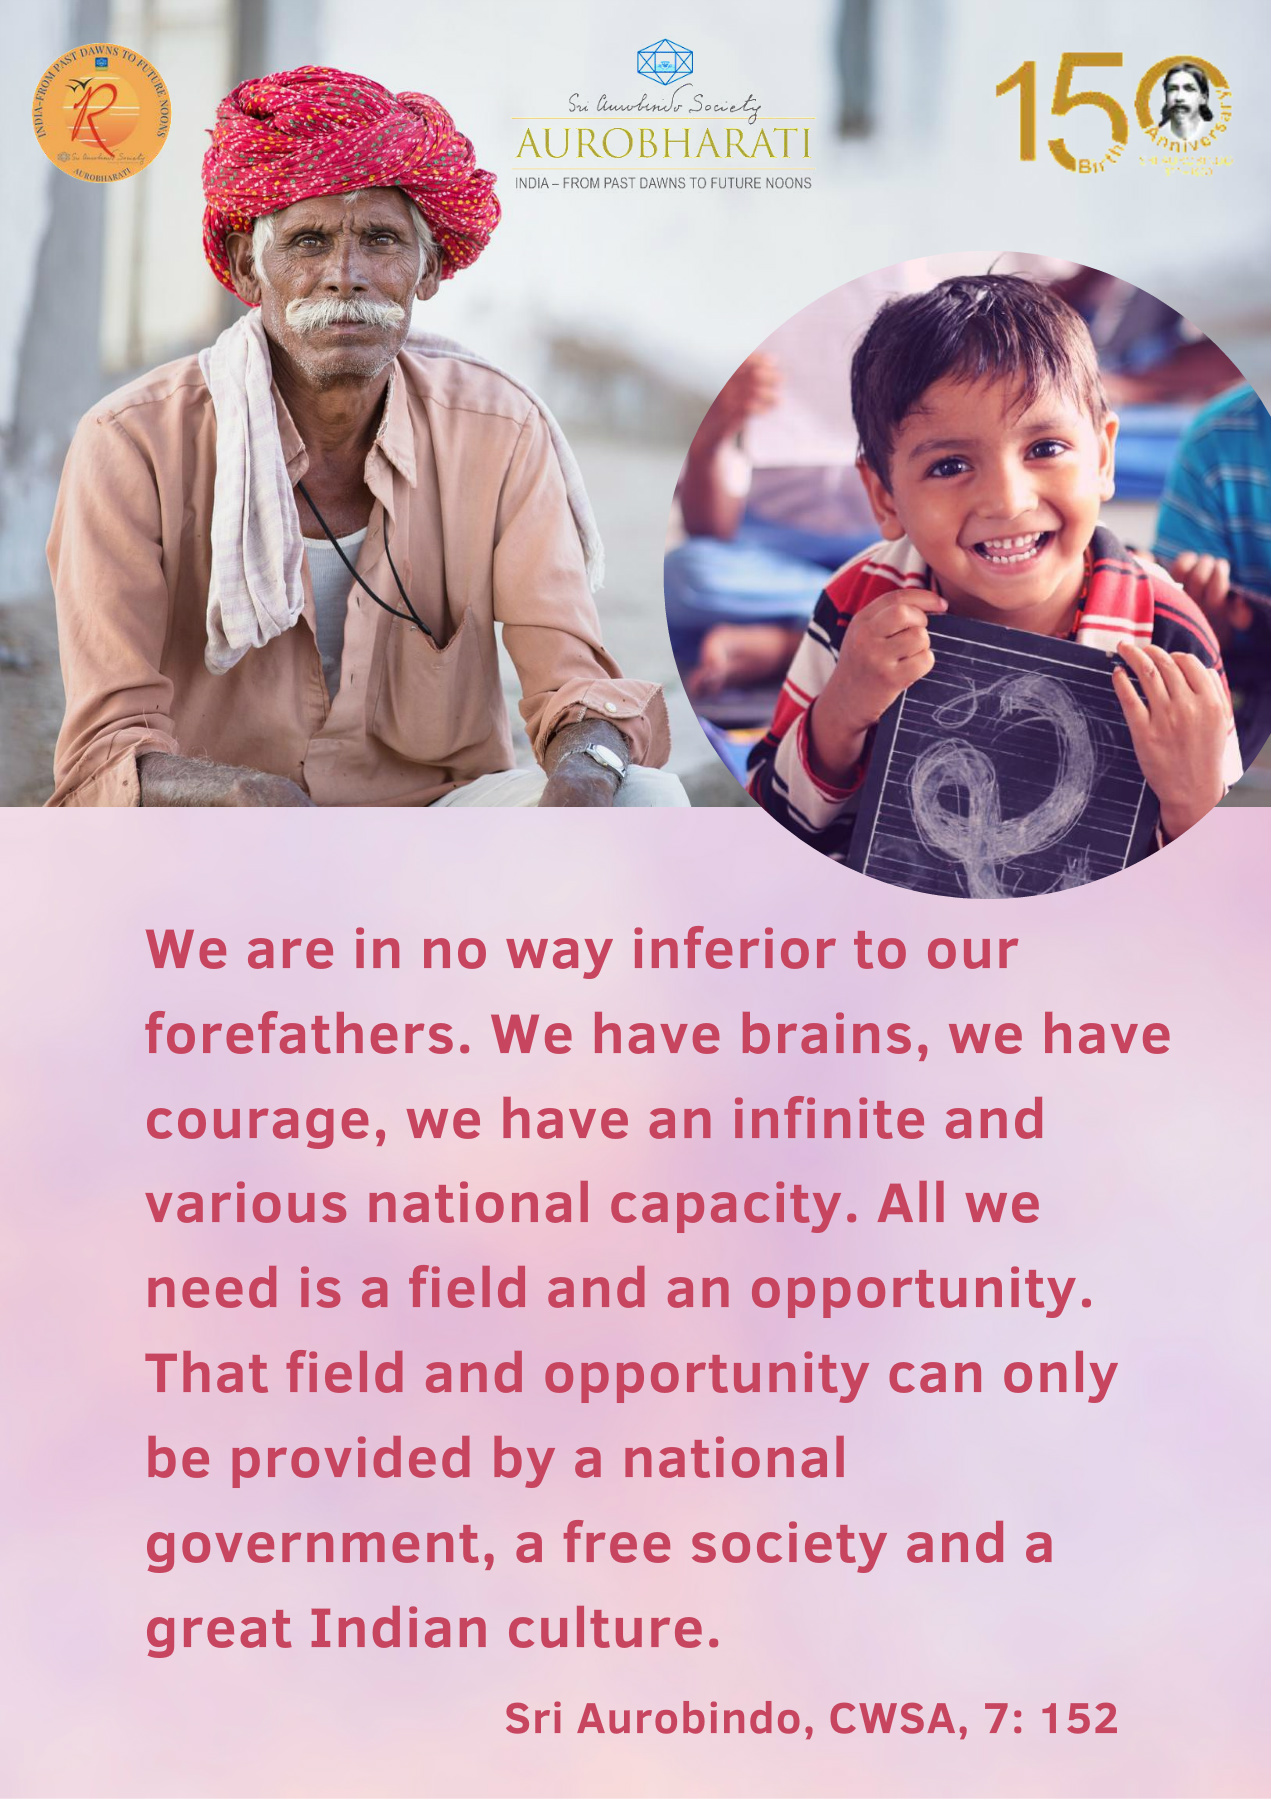 INDIA-FROM PAST DAWNS TO FUTURE NOONS
R
Sri Aurobindo Society
AUROBHARATI
Sri Aurobindo Society
AUROBHARATI
INDIA – FROM PAST DAWNS TO FUTURE NOONS
150
Birth Anniversary
We are in no way inferior to our
forefathers. We have brains, we have
courage, we have an infinite and
various national capacity. All we
need is a field and an opportunity.
That field and opportunity can only
be provided by a national
government, a free society and a
great Indian culture.
Sri Aurobindo, CWSA, 7: 152